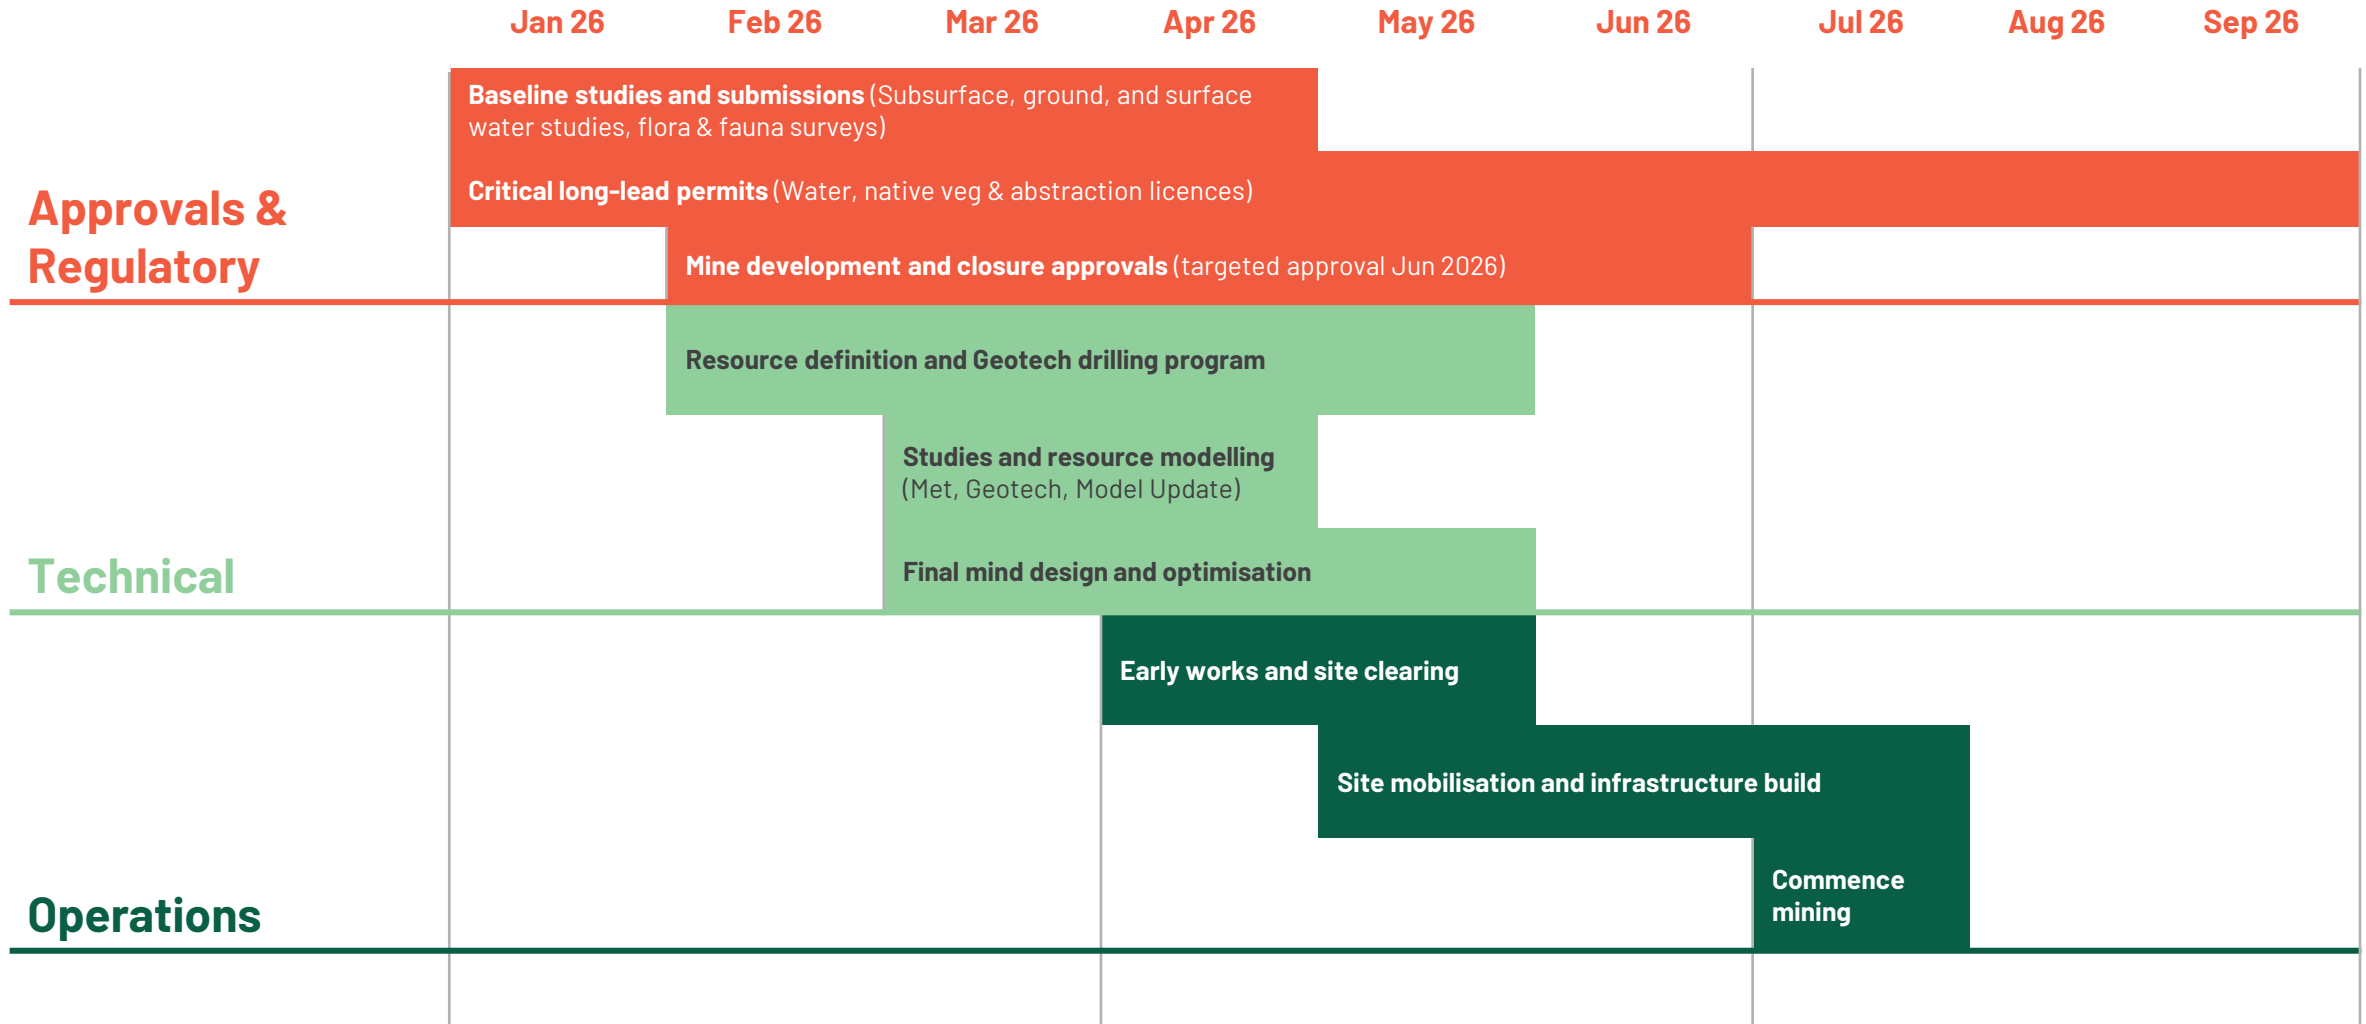 Jan 26 Feb 26 Mar 26 Apr 26 May 26 Jun 26 Jul 26 Aug 26 Sep 26
Baseline studies and submissions (Subsurface, ground, and surface
water studies, flora & fauna surveys)
Critical long-lead permits (Water, native veg & abstraction licences)
Approvals &
Regulatory
Mine development and closure approvals (targeted approval Jun 2026)
Resource definition and Geotech drilling program
Studies and resource modelling
(Met, Geotech, Model Update)
Final mind design and optimisation
Technical
Early works and site clearing
Site mobilisation and infrastructure build
Commence
mining
Operations